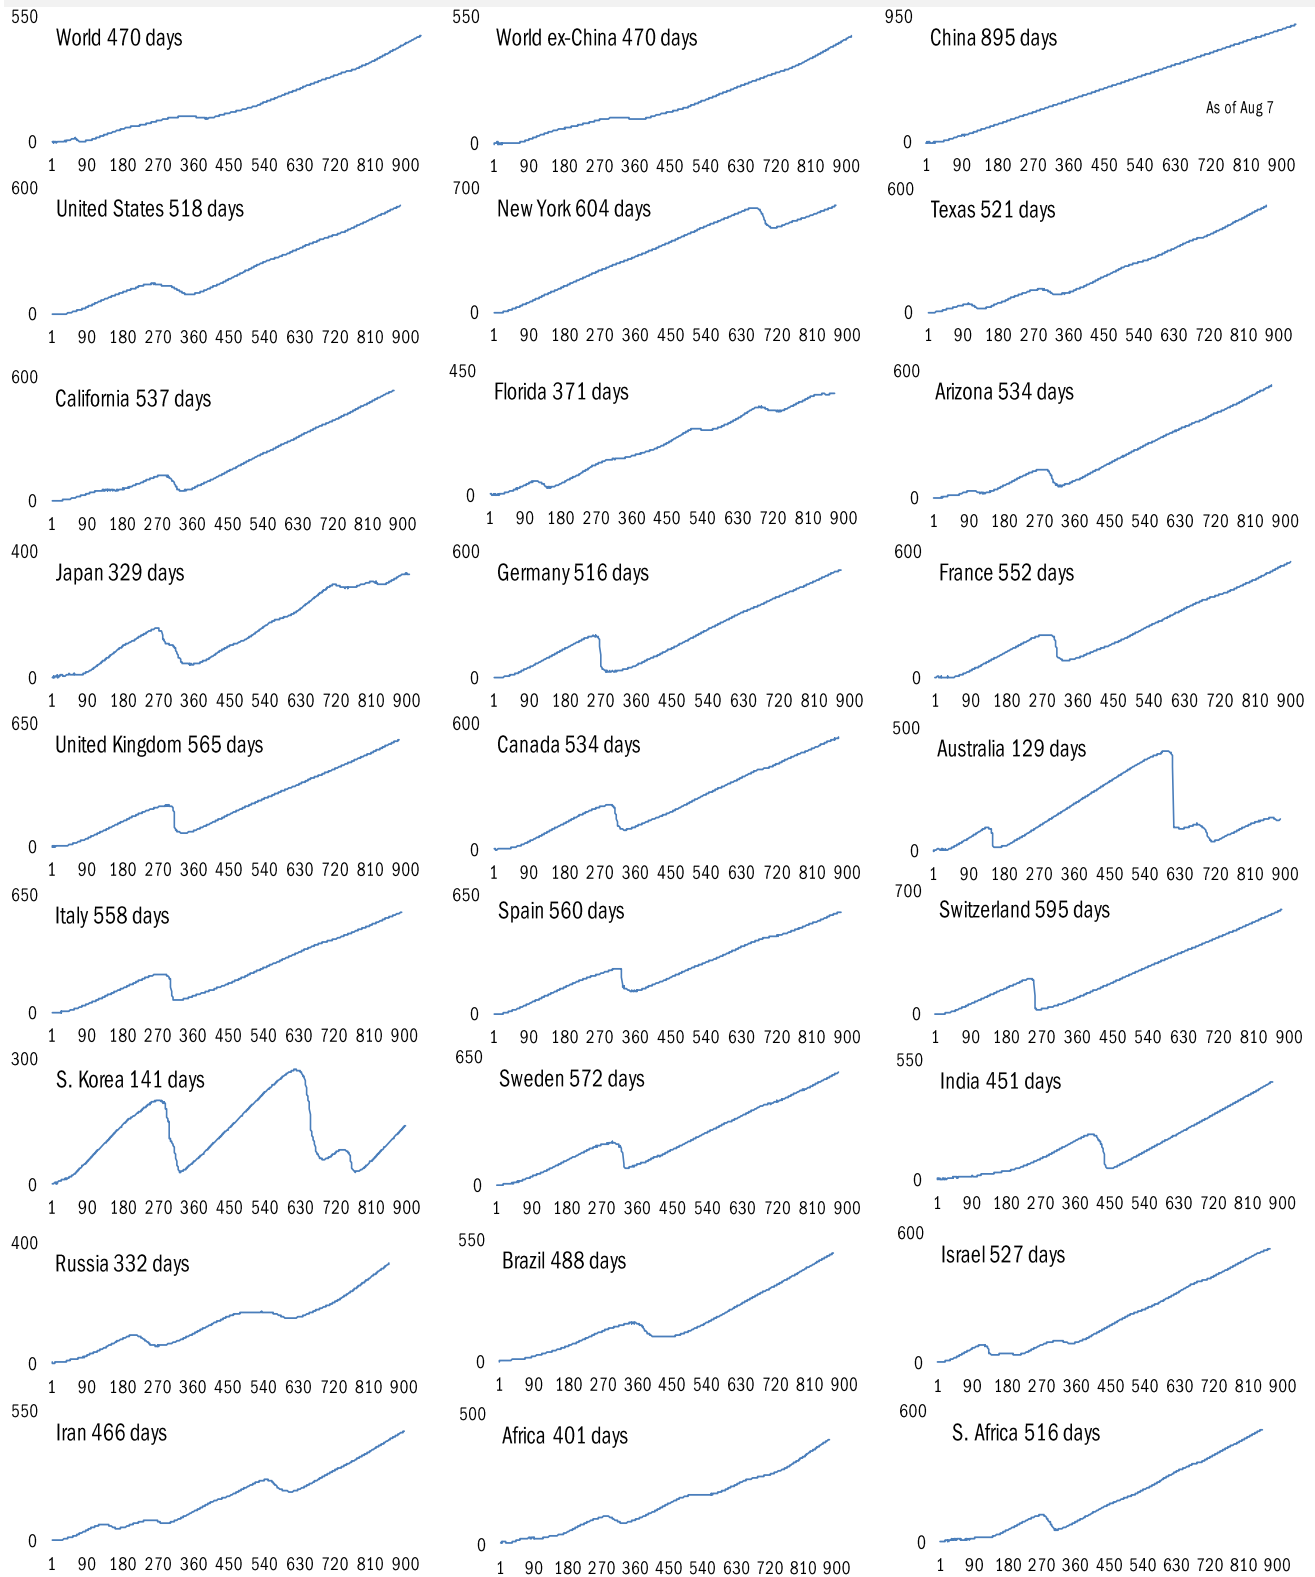 550 550 950
World 470 days World ex-China 470 days China 895 days
As of Aug 7
0 0 0
1 90 180 270 360 450 540 630 720 810 900 1 90 180 270 360 450 540 630 720 810 900 1 90 180 270 360 450 540 630 720 810 900
600 700 600
United States 518 days New York 604 days Texas 521 days
0 0 0
1 90 180 270 360 450 540 630 720 810 900 1 90 180 270 360 450 540 630 720 810 900 1 90 180 270 360 450 540 630 720 810 900
600 450 600
California 537 days Florida 371 days Arizona 534 days
0 0 0
1 90 180 270 360 450 540 630 720 810 900 1 90 180 270 360 450 540 630 720 810 900 1 90 180 270 360 450 540 630 720 810 900
400 600 600
Japan 329 days Germany 516 days France 552 days
0 0 0
1 90 180 270 360 450 540 630 720 810 900 1 90 180 270 360 450 540 630 720 810 900 1 90 180 270 360 450 540 630 720 810 900
650 600 500
United Kingdom 565 days Canada 534 days Australia 129 days
0 0 0
1 90 180 270 360 450 540 630 720 810 900 1 90 180 270 360 450 540 630 720 810 900 1 90 180 270 360 450 540 630 720 810 900
650 650 700
Italy 558 days Spain 560 days Switzerland 595 days
0 0 0
1 90 180 270 360 450 540 630 720 810 900 1 90 180 270 360 450 540 630 720 810 900 1 90 180 270 360 450 540 630 720 810 900
300 650 550
S. Korea 141 days Sweden 572 days India 451 days
0 0 0
1 90 180 270 360 450 540 630 720 810 900 1 90 180 270 360 450 540 630 720 810 900 1 90 180 270 360 450 540 630 720 810 900
400 550 600
Russia 332 days Brazil 488 days Israel 527 days
0 0 0
1 90 180 270 360 450 540 630 720 810 900 1 90 180 270 360 450 540 630 720 810 900 1 90 180 270 360 450 540 630 720 810 900
550 500 600
Iran 466 days Africa 401 days S. Africa 516 days
0 0 0
1 90 180 270 360 450 540 630 720 810 900 1 90 180 270 360 450 540 630 720 810 900 1 90 180 270 360 450 540 630 720 810 900